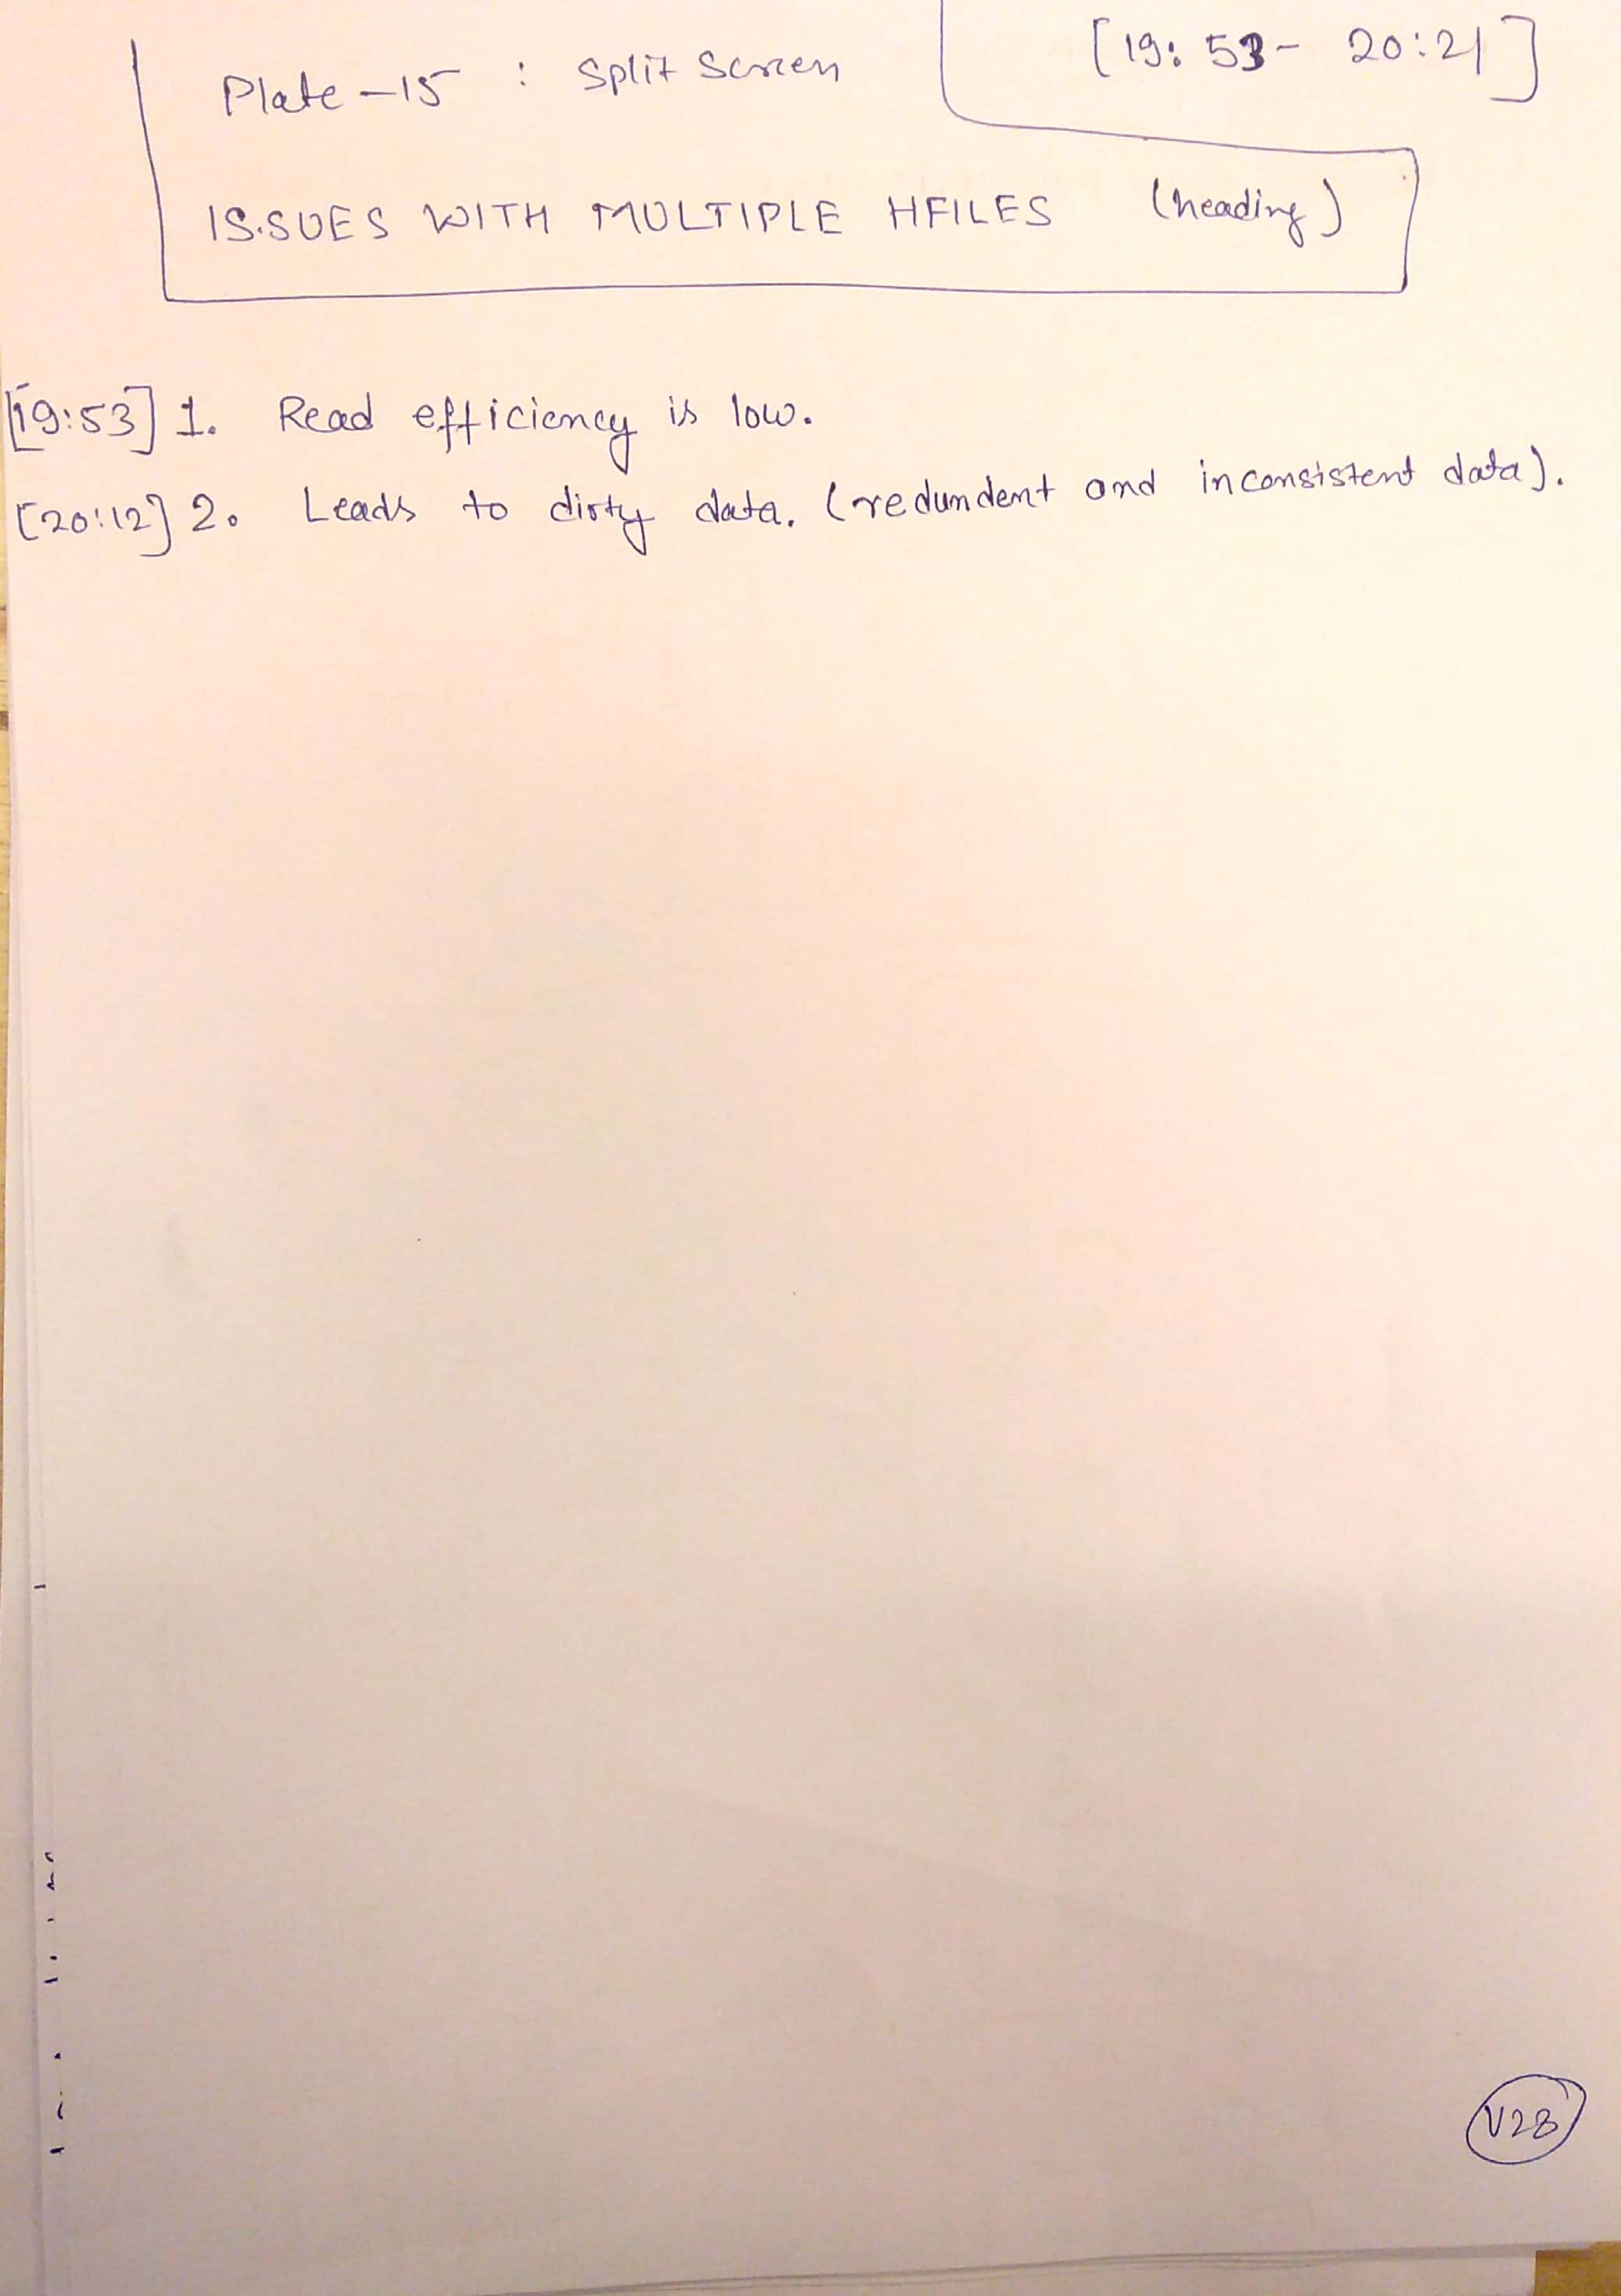 [19:53- 20:21]
Plate-15 : Split Screen
ISSUES WITH MULTIPLE HFILES (heading)
[19:53] 1. Read efficiency is low.
[20:12] 2. Leads to dirty data. (redundent and inconsistent data).
V28